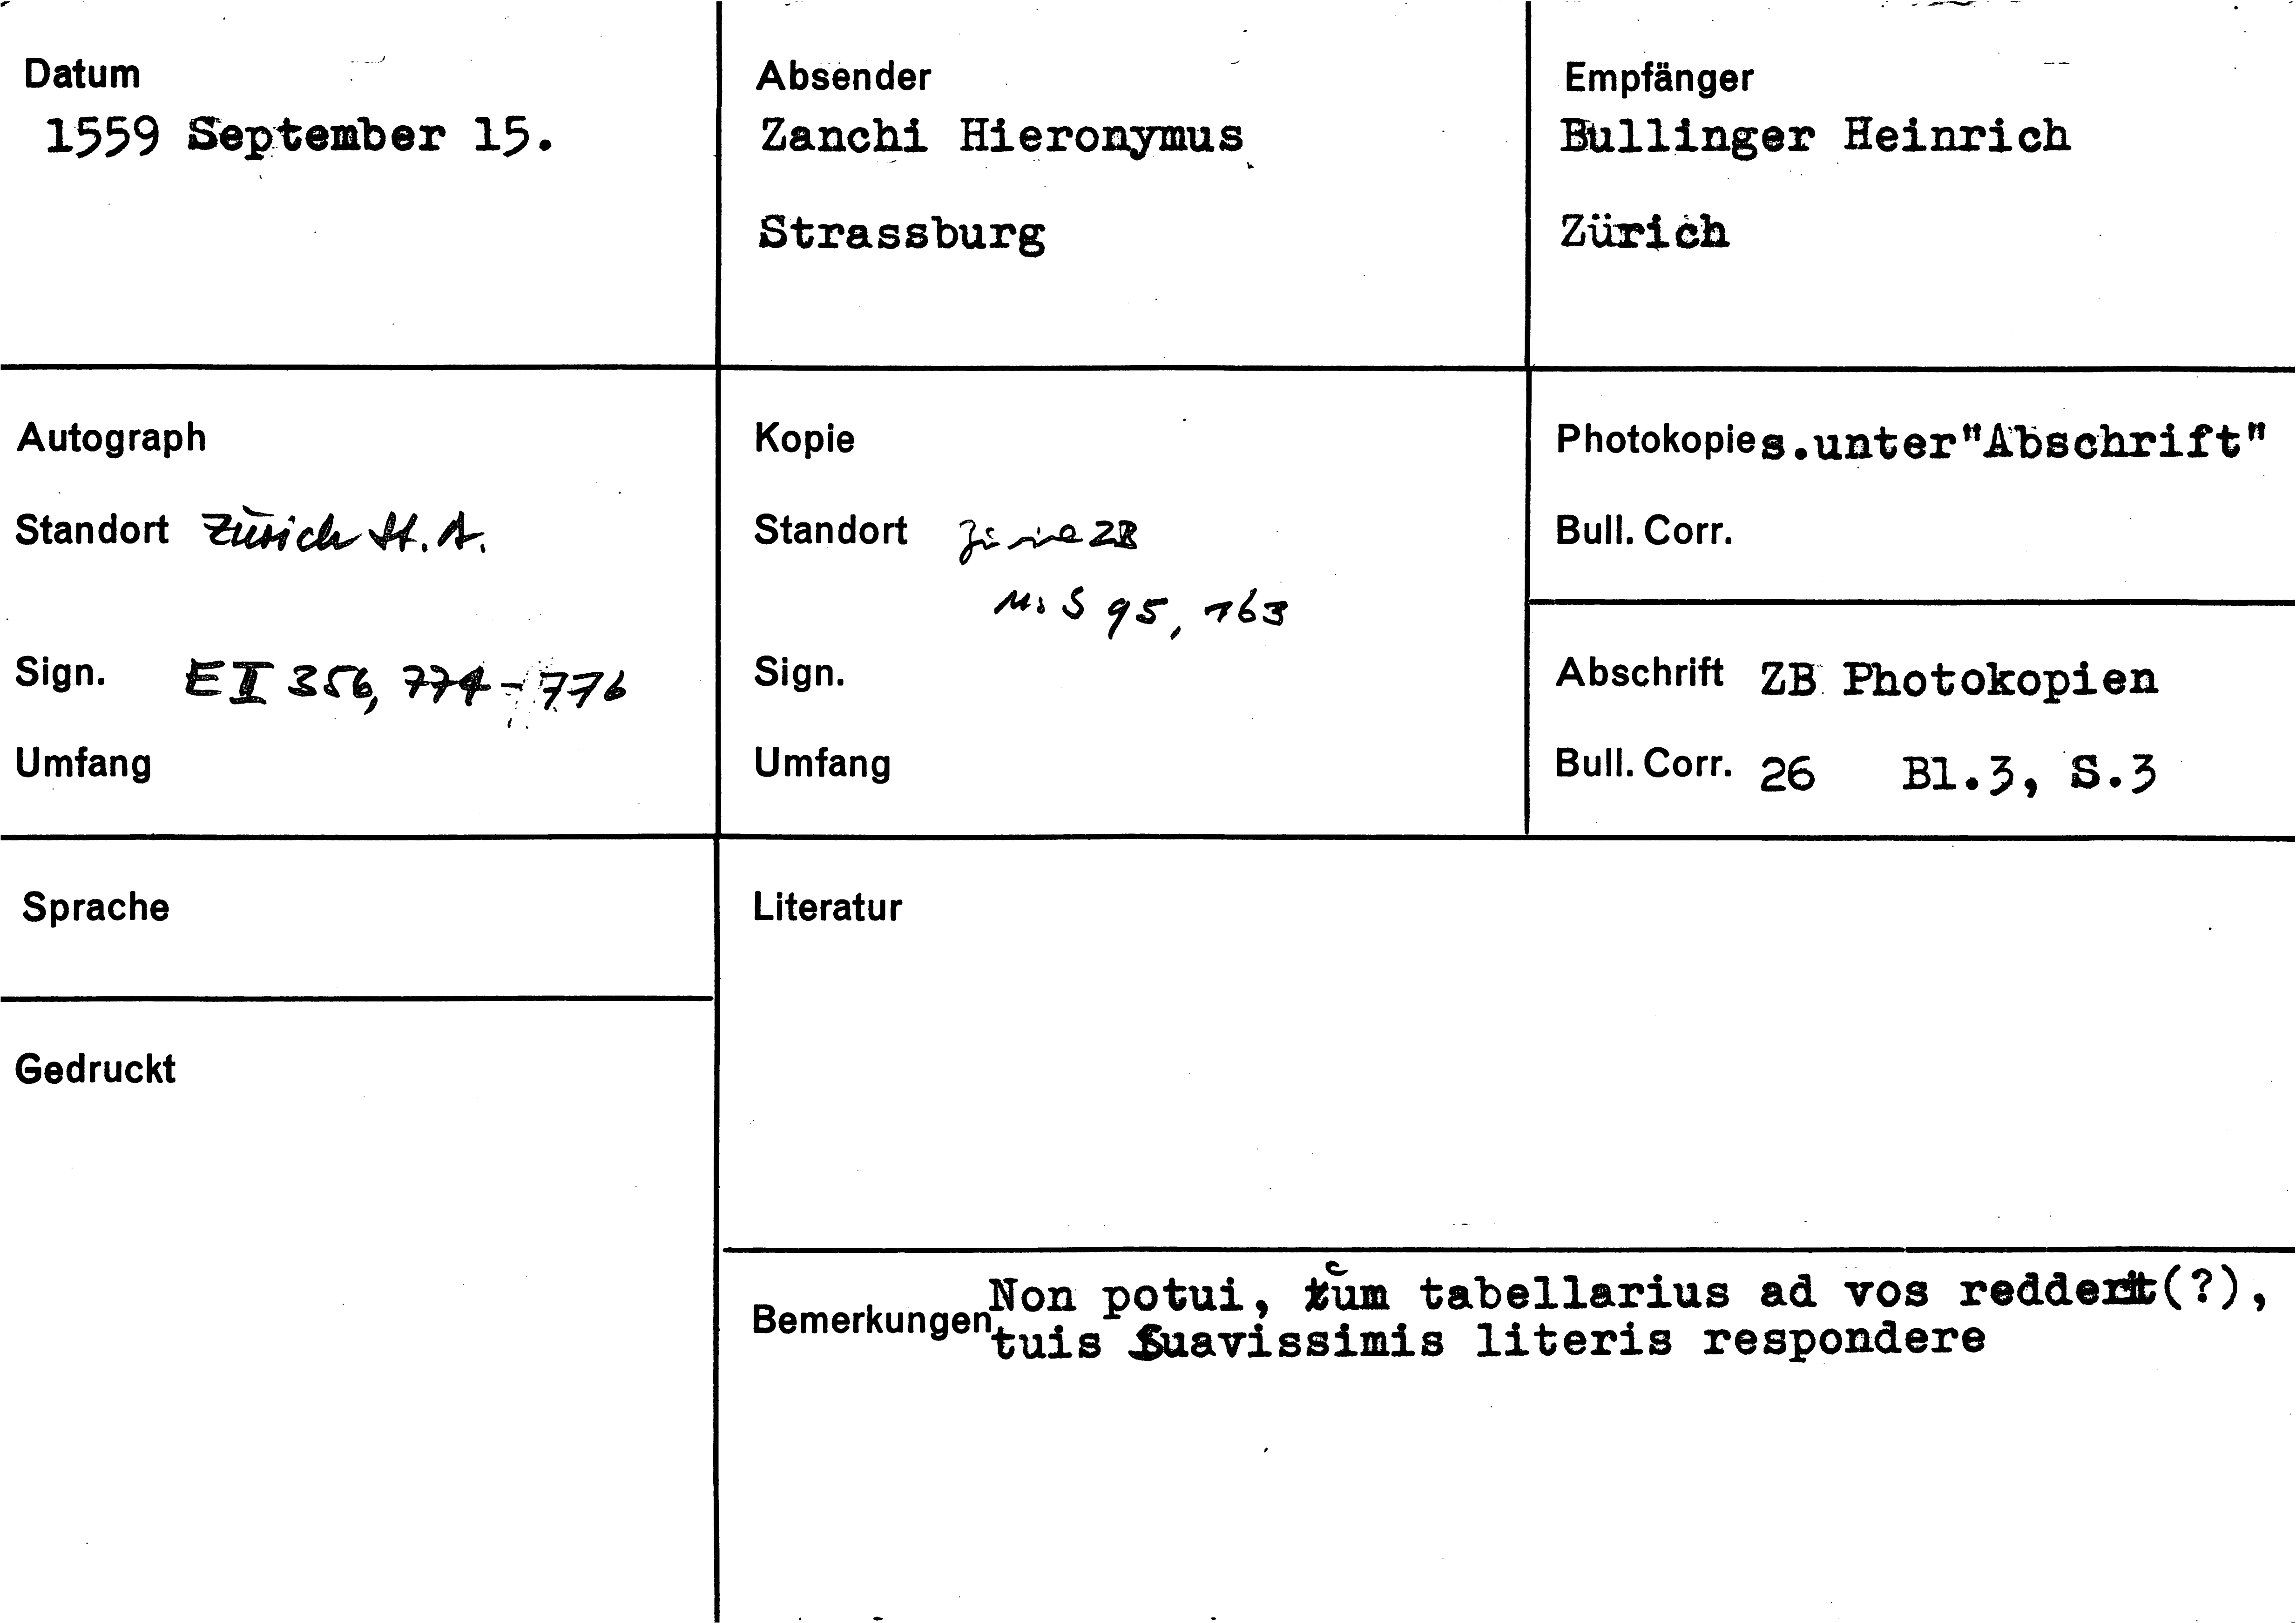 Datum
1559 September 15.
Absender
Zanchi Hieronymus
Strassburg
Empfänger
Bullinger Heinrich
Zürich
Autograph
Standort Zürich St.A.
Sign. E II 356, 774-776
Umfang
Kopie
Standort Zürich ZB
Ms S 95, 163
Sign.
Umfang
Photokopie s.unter"Abschrift"
Bull. Corr.
Abschrift ZB Photokopien
Bull. Corr. 26 Bl.3, S.3
Sprache
Gedruckt
Literatur
Bemerkungen Non potui, cum tabellarius ad vos (?),
tuis suavissimis literis respondere